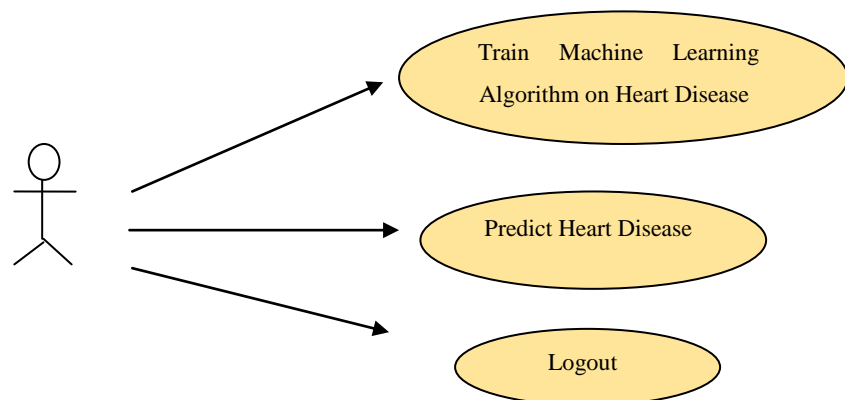 Train Machine Learning
Algorithm on Heart Disease
Predict Heart Disease
Logout